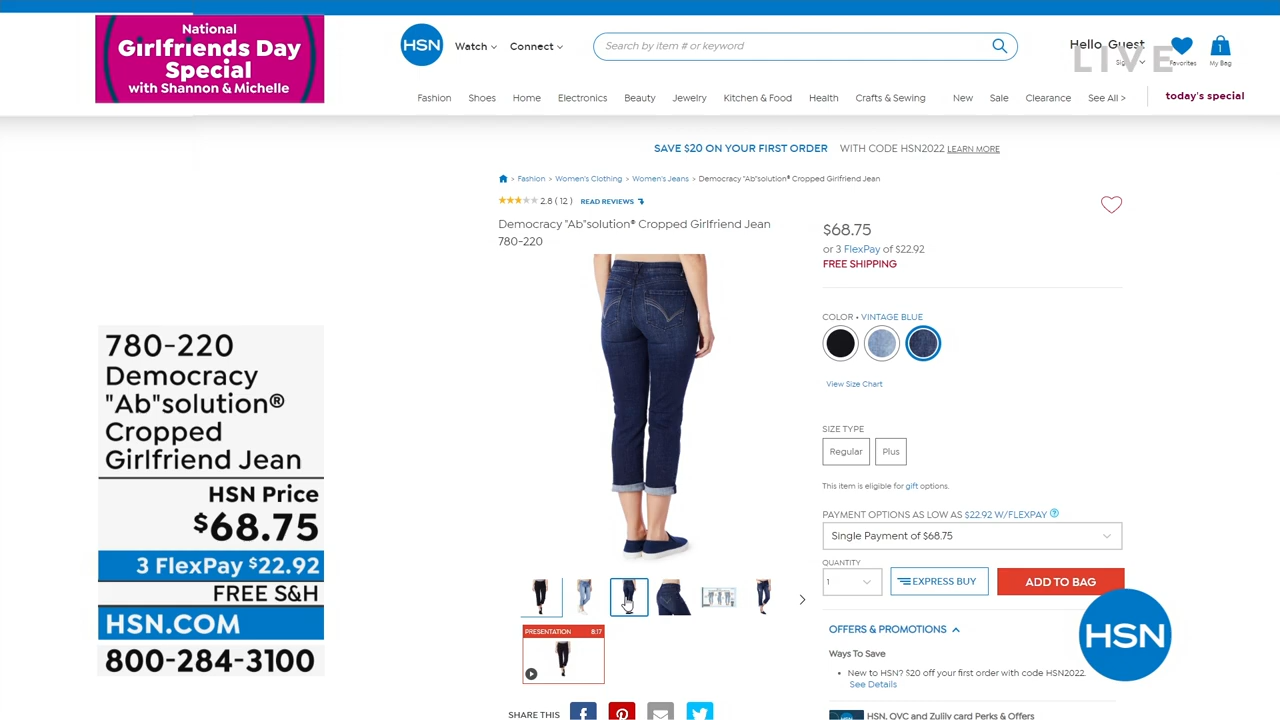 National
Girlfriends Day
Special
with Shannon & Michelle
HSN
Watch
Connect
Search by item # or keyword
Hello, Guest
LIVE
Favorites
1
My Bag
Fashion
Shoes
Home
Electronics
Beauty
Jewelry
Kitchen & Food
Health
Crafts & Sewing
New
Sale
Clearance
See All >
today's special
SAVE $20 ON YOUR FIRST ORDER WITH CODE HSN2022 LEARN MORE
> Fashion > Women's Clothing > Women's Jeans > Democracy "Ab"solution® Cropped Girlfriend Jean
2.8 ( 12 ) READ REVIEWS
Democracy "Ab"solution® Cropped Girlfriend Jean
780-220
$68.75
or 3 FlexPay of $22.92
FREE SHIPPING
COLOR • VINTAGE BLUE
View Size Chart
SIZE TYPE
Regular
Plus
This item is eligible for gift options.
PAYMENT OPTIONS AS LOW AS $22.92 W/FLEXPAY ?
Single Payment of $68.75
QUANTITY
1
EXPRESS BUY
ADD TO BAG
OFFERS & PROMOTIONS
Ways To Save
• New to HSN? $20 off your first order with code HSN2022.
See Details
HSN, QVC and Zulily card Perks & Offers
PRESENTATION 8:17
SHARE THIS
780-220
Democracy
"Ab"solution®
Cropped
Girlfriend Jean
HSN Price
$68.75
3 FlexPay $22.92
FREE S&H
HSN.COM
800-284-3100
HSN